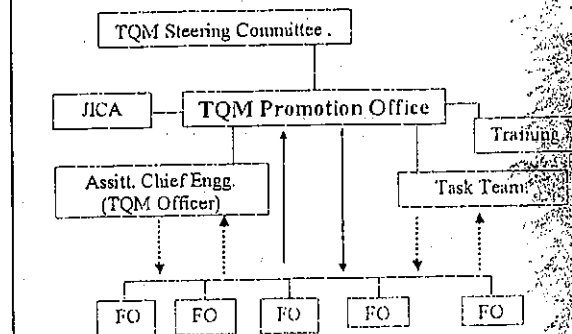 TQM Steering Committee .
JICA
TQM Promotion Office
Training
Assitt. Chief Engg.
(TQM Officer)
Task Team
FO
FO
FO
FO
FO